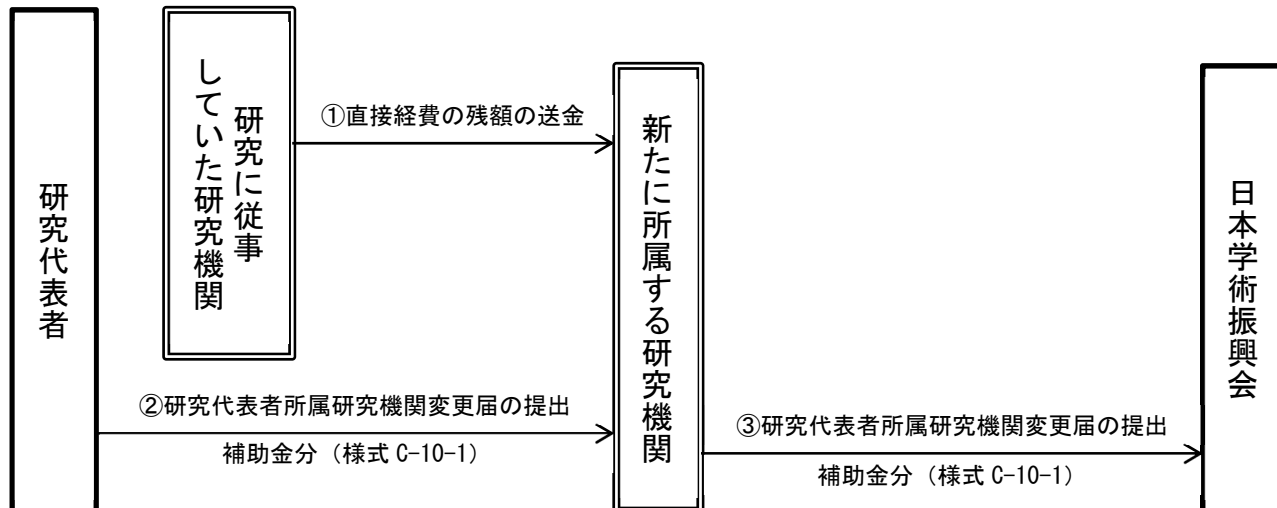 研究代表者
研究に従事
していた研究機関
①直接経費の残額の送金
新たに所属する研究機関
日本学術振興会
②研究代表者所属研究機関変更届の提出
補助金分（様式 C-10-1）
③研究代表者所属研究機関変更届の提出
補助金分（様式 C-10-1）